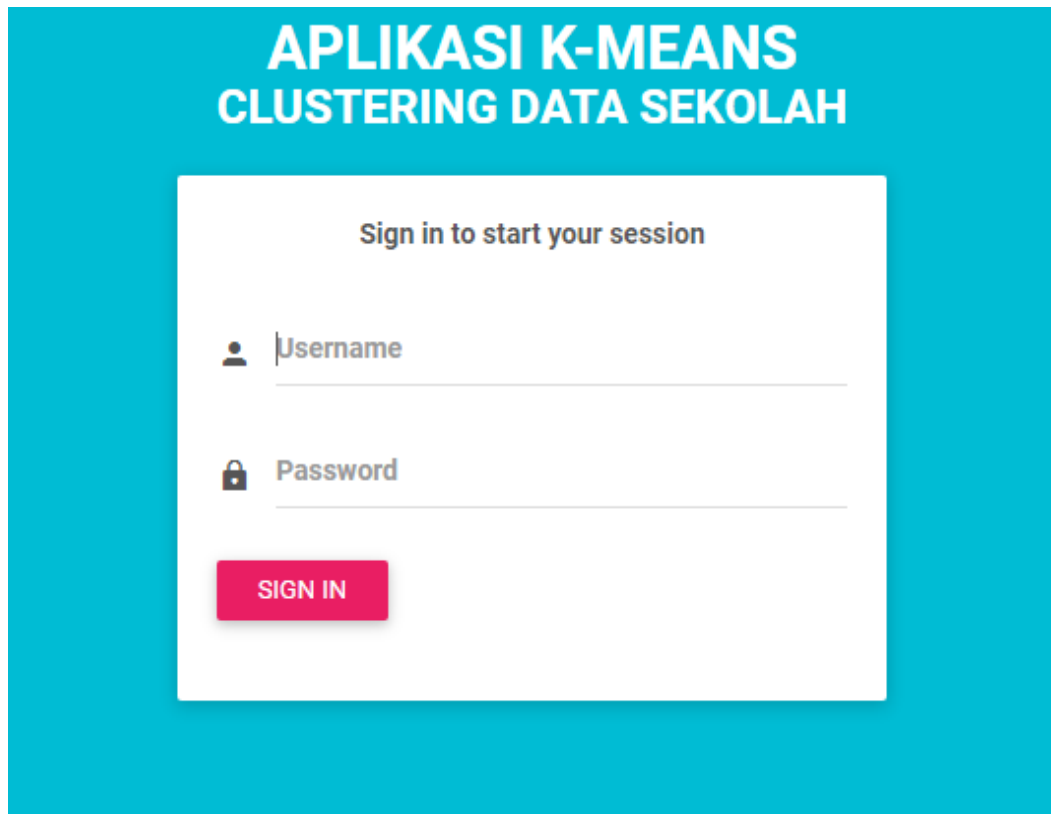 APLIKASI K-MEANS
CLUSTERING DATA SEKOLAH
Sign in to start your session
Username
Password
SIGN IN